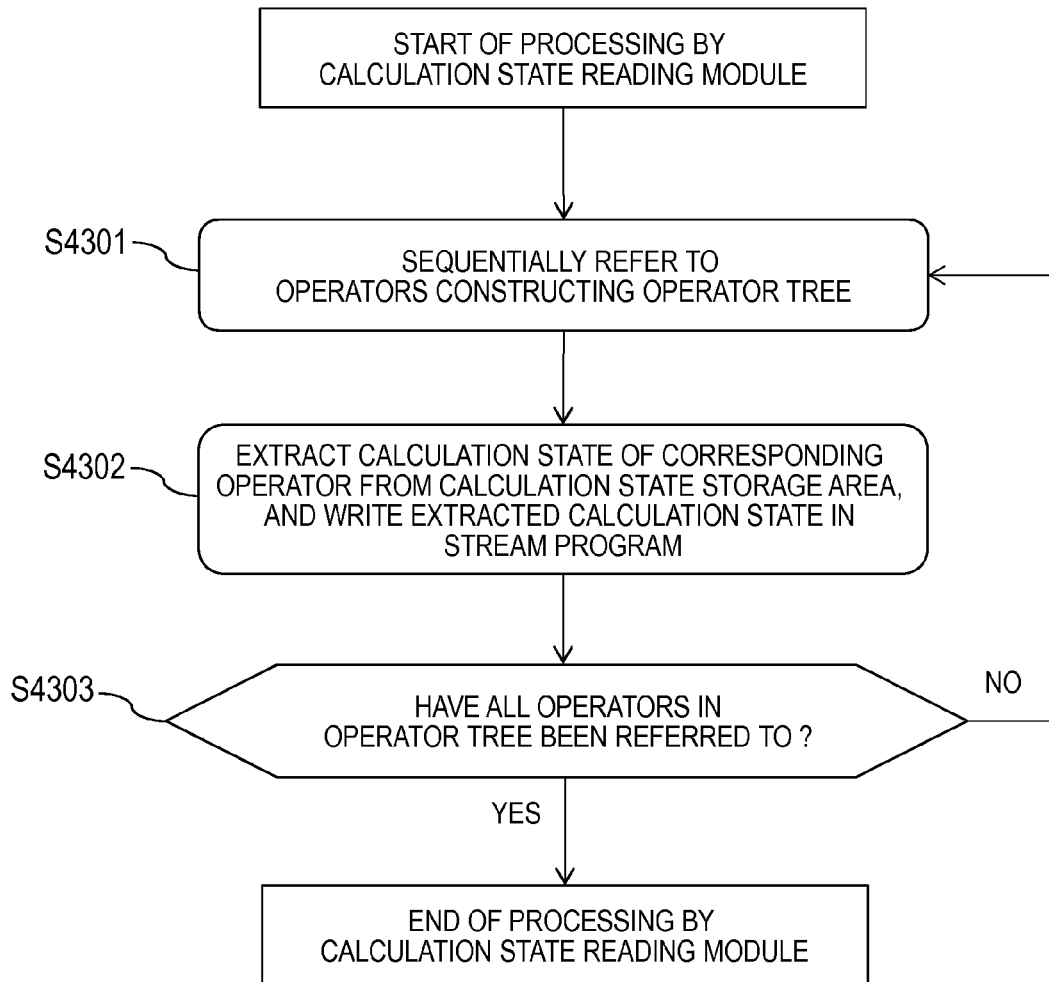 START OF PROCESSING BY
CALCULATION STATE READING MODULE
S4301
SEQUENTIALLY REFER TO
OPERATORS CONSTRUCTING OPERATOR TREE
S4302
EXTRACT CALCULATION STATE OF CORRESPONDING
OPERATOR FROM CALCULATION STATE STORAGE AREA,
AND WRITE EXTRACTED CALCULATION STATE IN
STREAM PROGRAM
S4303
HAVE ALL OPERATORS IN
OPERATOR TREE BEEN REFERRED TO ?
NO
YES
END OF PROCESSING BY
CALCULATION STATE READING MODULE